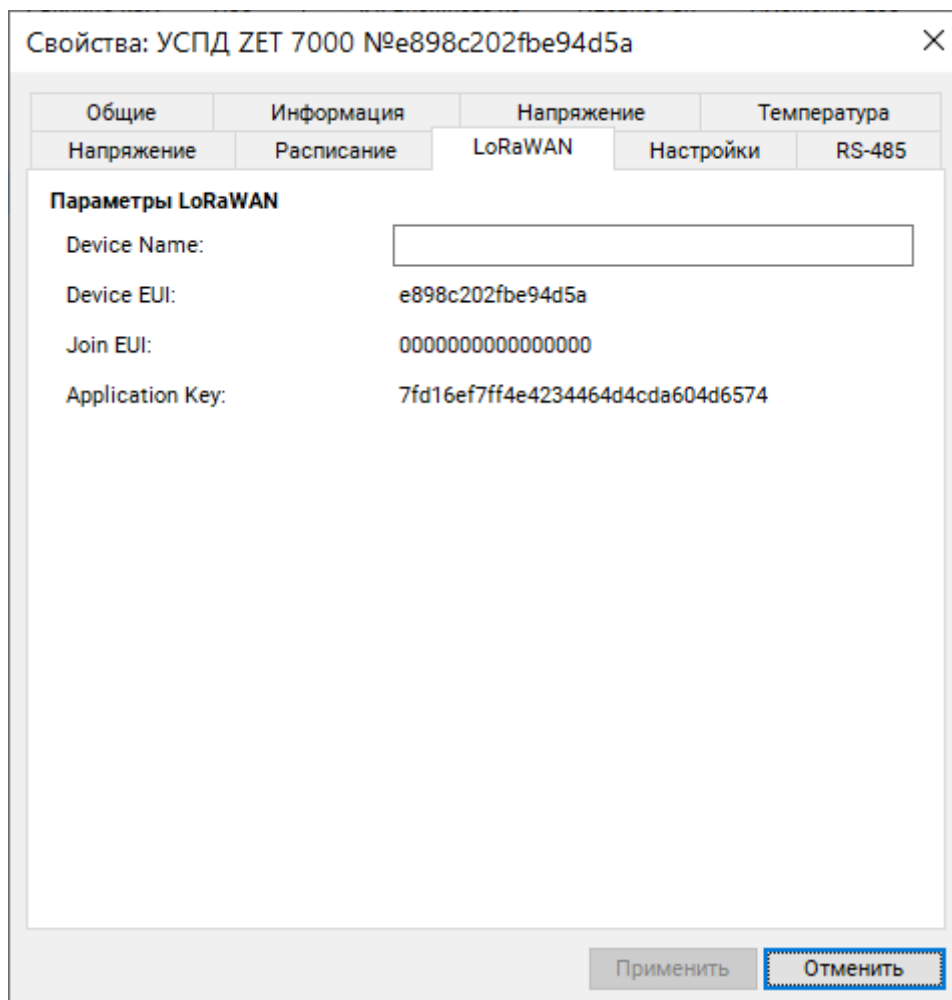 Свойства: УСПД ZET 7000 №e898c202fbe94d5a
Общие Информация Напряжение Температура
Напряжение Расписание LoRaWAN Настройки RS-485
Параметры LoRaWAN
Device Name:
Device EUI: e898c202fbe94d5a
Join EUI: 0000000000000000
Application Key: 7fd16ef7ff4e4234464d4cda604d6574
Применить Отменить